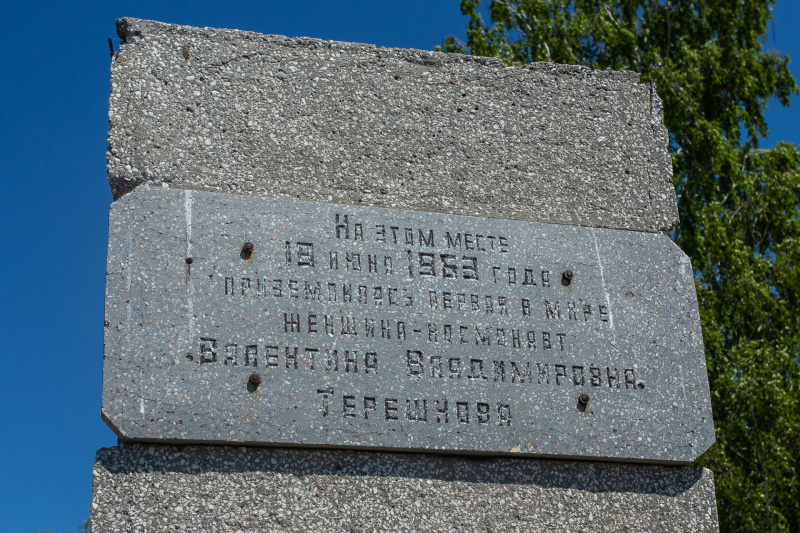 На этом месте
19 июня 1963 года
приземлилась первая в мире
женщина-космонавт
Валентина Владимировна
Терешкова